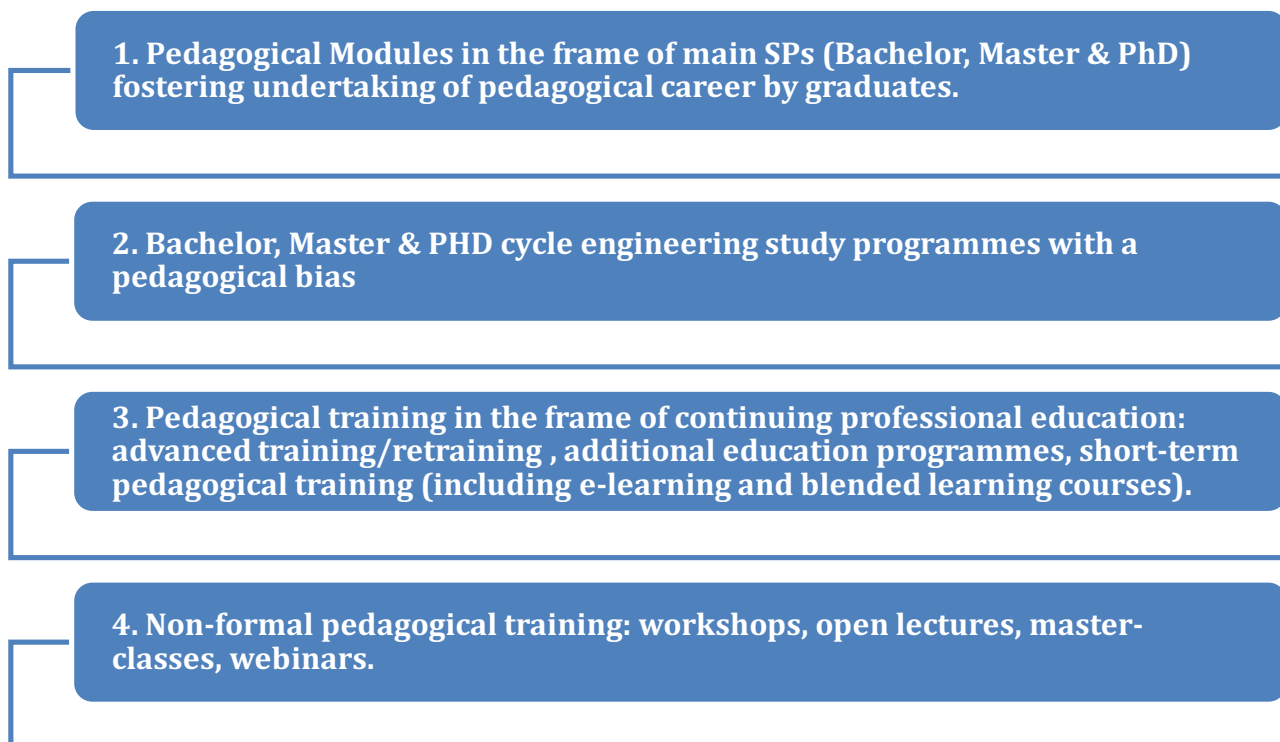 1. Pedagogical Modules in the frame of main SPs (Bachelor, Master & PhD)
fostering undertaking of pedagogical career by graduates.
2. Bachelor, Master & PHD cycle engineering study programmes with a
pedagogical bias
3. Pedagogical training in the frame of continuing professional education:
advanced training/retraining , additional education programmes, short-term
pedagogical training (including e-learning and blended learning courses).
4. Non-formal pedagogical training: workshops, open lectures, master-
classes, webinars.